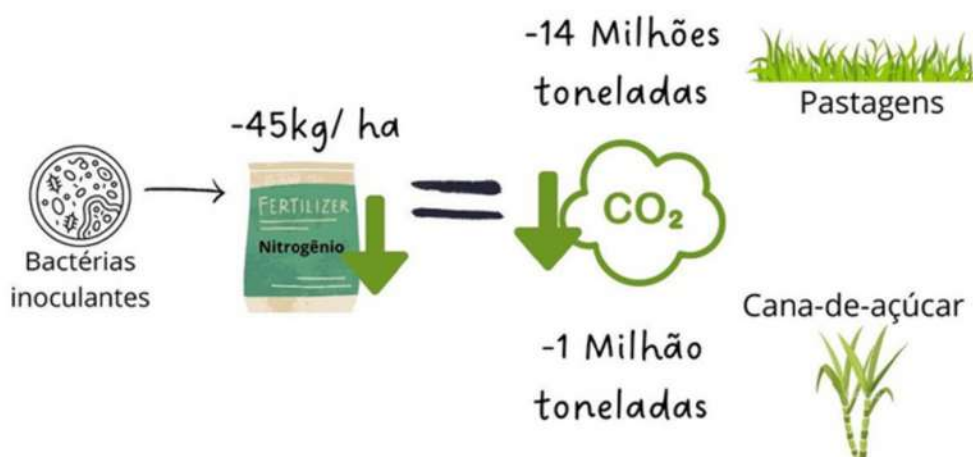 -14 Milhões
toneladas
Pastagens
-45kg/ ha
FERTILIZER
Nitrogênio
CO₂
Bactérias
inoculantes
Cana-de-açúcar
-1 Milhão
toneladas